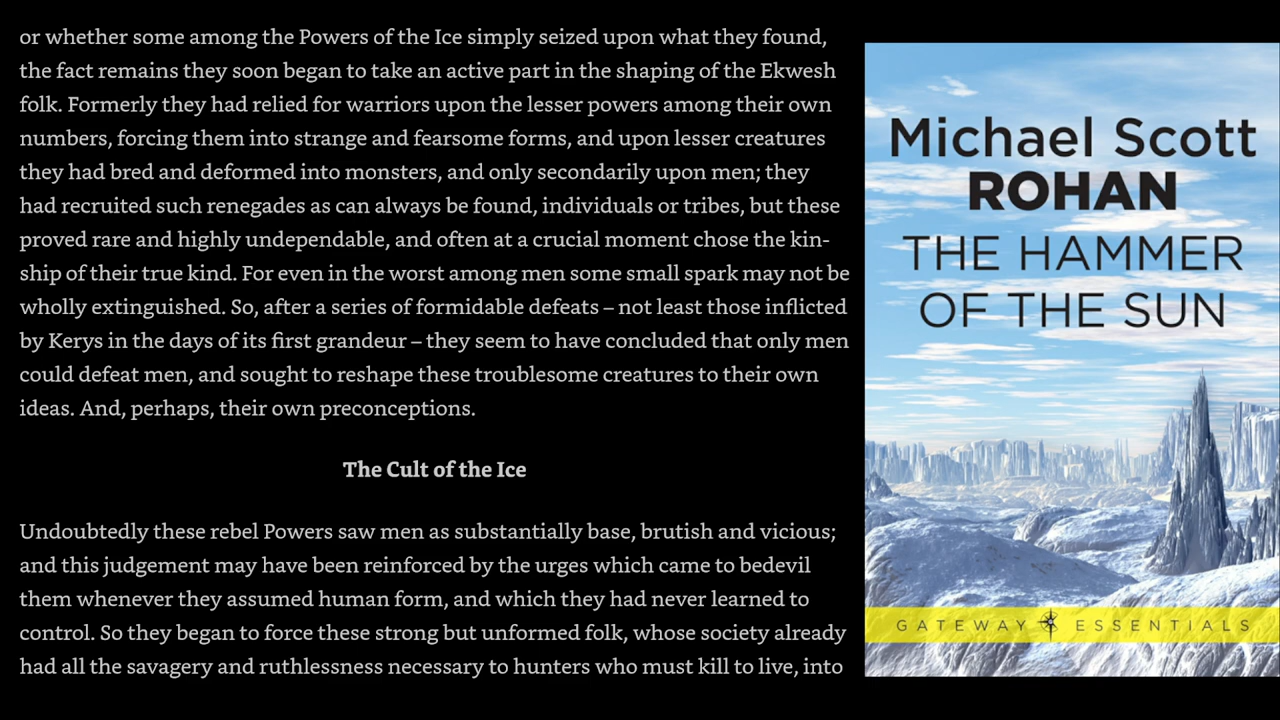 or whether some among the Powers of the Ice simply seized upon what they found,
the fact remains they soon began to take an active part in the shaping of the Ekwesh
folk. Formerly they had relied for warriors upon the lesser powers among their own
numbers, forcing them into strange and fearsome forms, and upon lesser creatures
they had bred and deformed into monsters, and only secondarily upon men; they
had recruited such renegades as can always be found, individuals or tribes, but these
proved rare and highly undependable, and often at a crucial moment chose the kin-
ship of their true kind. For even in the worst among men some small spark may not be
wholly extinguished. So, after a series of formidable defeats – not least those inflicted
by Kerys in the days of its first grandeur – they seem to have concluded that only men
could defeat men, and sought to reshape these troublesome creatures to their own
ideas. And, perhaps, their own preconceptions.
The Cult of the Ice
Undoubtedly these rebel Powers saw men as substantially base, brutish and vicious;
and this judgement may have been reinforced by the urges which came to bedevil
them whenever they assumed human form, and which they had never learned to
control. So they began to force these strong but unformed folk, whose society already
had all the savagery and ruthlessness necessary to hunters who must kill to live, into
Michael Scott
ROHAN
THE HAMMER
OF THE SUN
GATEWAY ESSENTIALS